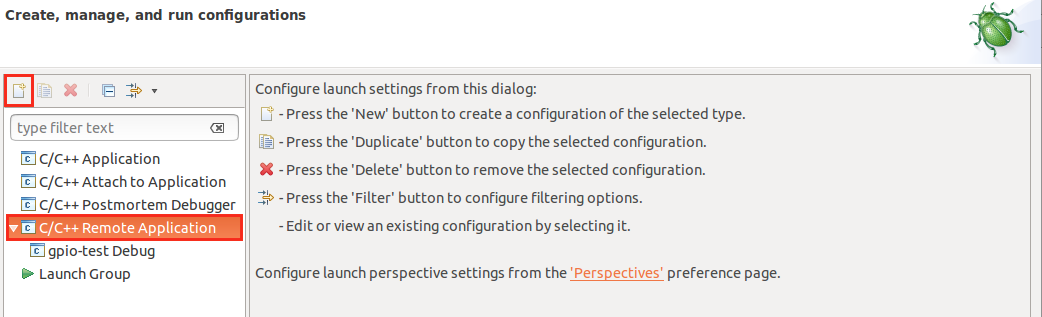 Create, manage, and run configurations
type filter text
C/C++ Application
C/C++ Attach to Application
C/C++ Postmortem Debugger
C/C++ Remote Application
gpio-test Debug
Launch Group
Configure launch settings from this dialog:
- Press the 'New' button to create a configuration of the selected type.
- Press the 'Duplicate' button to copy the selected configuration.
- Press the 'Delete' button to remove the selected configuration.
- Press the 'Filter' button to configure filtering options.
- Edit or view an existing configuration by selecting it.
Configure launch perspective settings from the 'Perspectives' preference page.